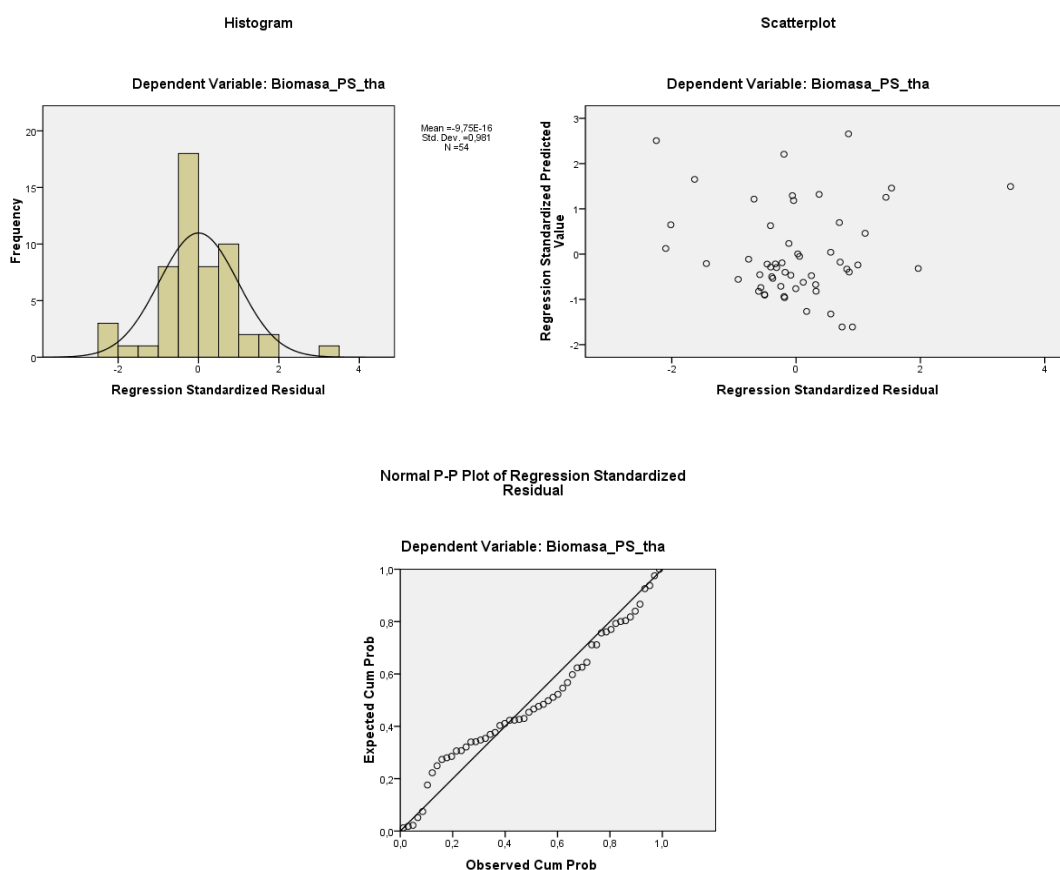 Histogram
Dependent Variable: Biomasa_PS_tha
Mean =-9,75E-16
Std. Dev. =0,981
N =54
Frequency
20
15
10
5
0
-2
0
2
4
Regression Standardized Residual
Scatterplot
Dependent Variable: Biomasa_PS_tha
Regression Standardized Predicted
Value
3
2
1
0
-1
-2
-2
0
2
4
Regression Standardized Residual
Normal P-P Plot of Regression Standardized
Residual
Dependent Variable: Biomasa_PS_tha
Expected Cum Prob
1,0
0,8
0,6
0,4
0,2
0,0
0,0
0,2
0,4
0,6
0,8
1,0
Observed Cum Prob